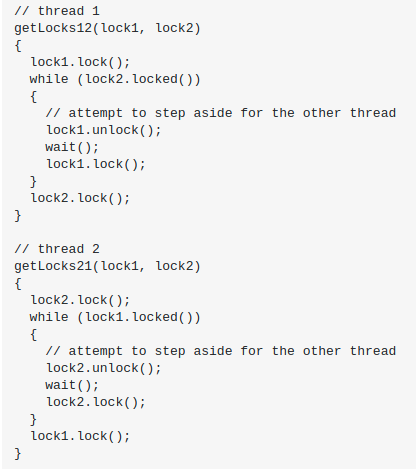 // thread 1
getLocks12(lock1, lock2)
{
  lock1.lock();
  while (lock2.locked())
  {
    // attempt to step aside for the other thread
    lock1.unlock();
    wait();
    lock1.lock();
  }
  lock2.lock();
}

// thread 2
getLocks21(lock1, lock2)
{
  lock2.lock();
  while (lock1.locked())
  {
    // attempt to step aside for the other thread
    lock2.unlock();
    wait();
    lock2.lock();
  }
  lock1.lock();
}